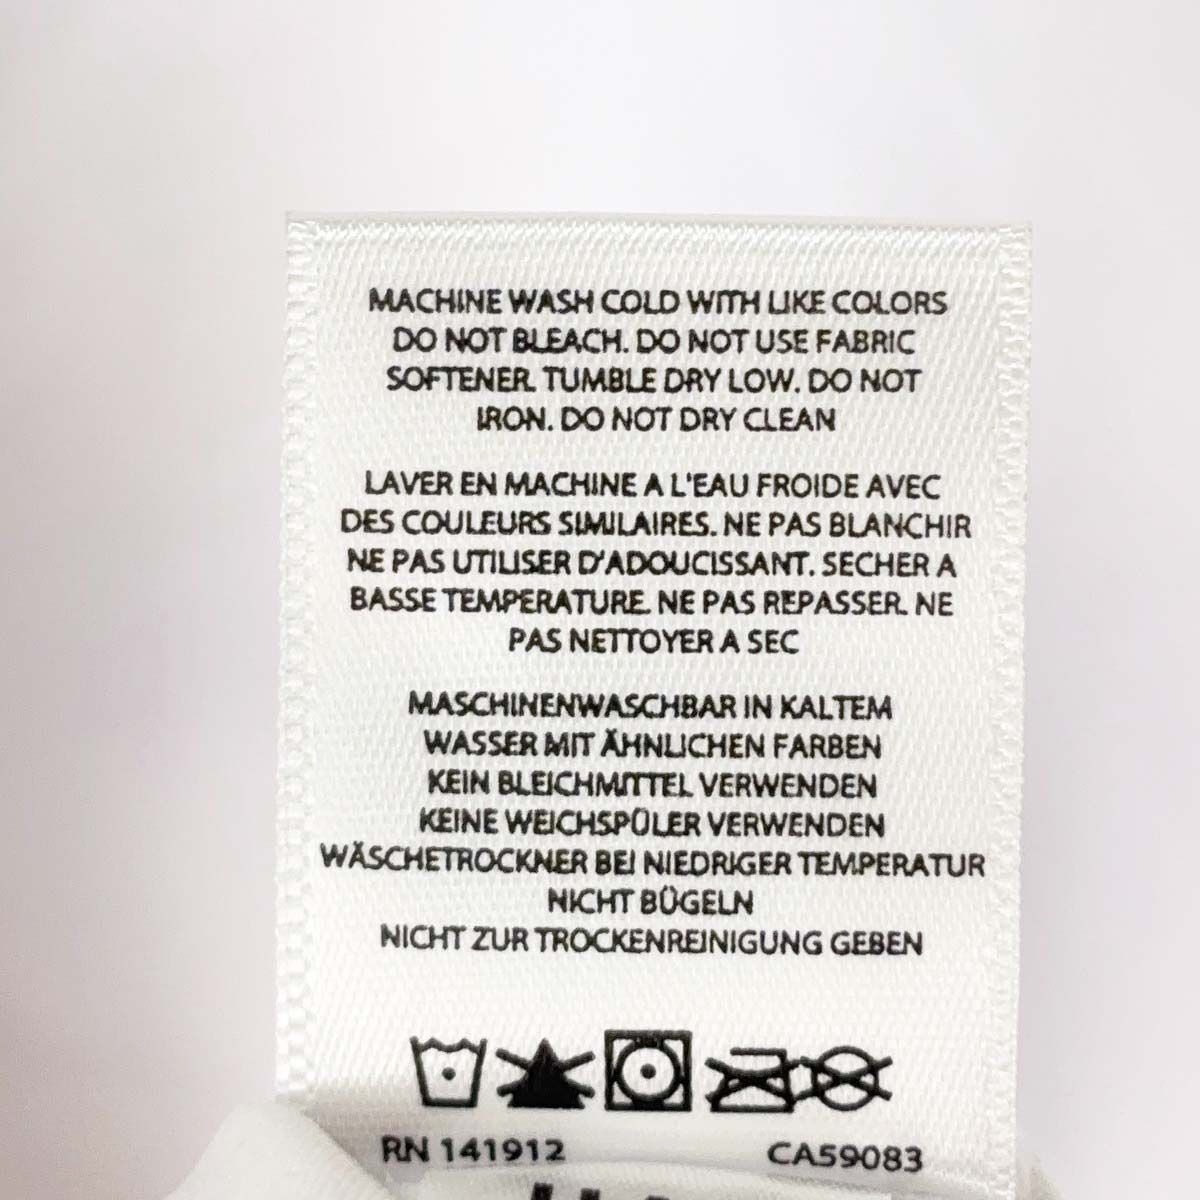 MACHINE WASH COLD WITH LIKE COLORS
DO NOT BLEACH. DO NOT USE FABRIC
SOFTENER. TUMBLE DRY LOW. DO NOT
IRON. DO NOT DRY CLEAN
LAVER EN MACHINE A L'EAU FROIDE AVEC
DES COULEURS SIMILAIRES. NE PAS BLANCHIR
NE PAS UTILISER D'ADOUCISSANT. SECHER A
BASSE TEMPERATURE. NE PAS REPASSER. NE
PAS NETTOYER A SEC
MASCHINENWASCHBAR IN KALTEM
WASSER MIT ÄHNLICHEN FARBEN
KEIN BLEICHMITTEL VERWENDEN
KEINE WEICHSPÜLER VERWENDEN
WÄSCHETROCKNER BEI NIEDRIGER TEMPERATUR
NICHT BÜGELN
NICHT ZUR TROCKENREINIGUNG GEBEN
RN 141912 CA59083